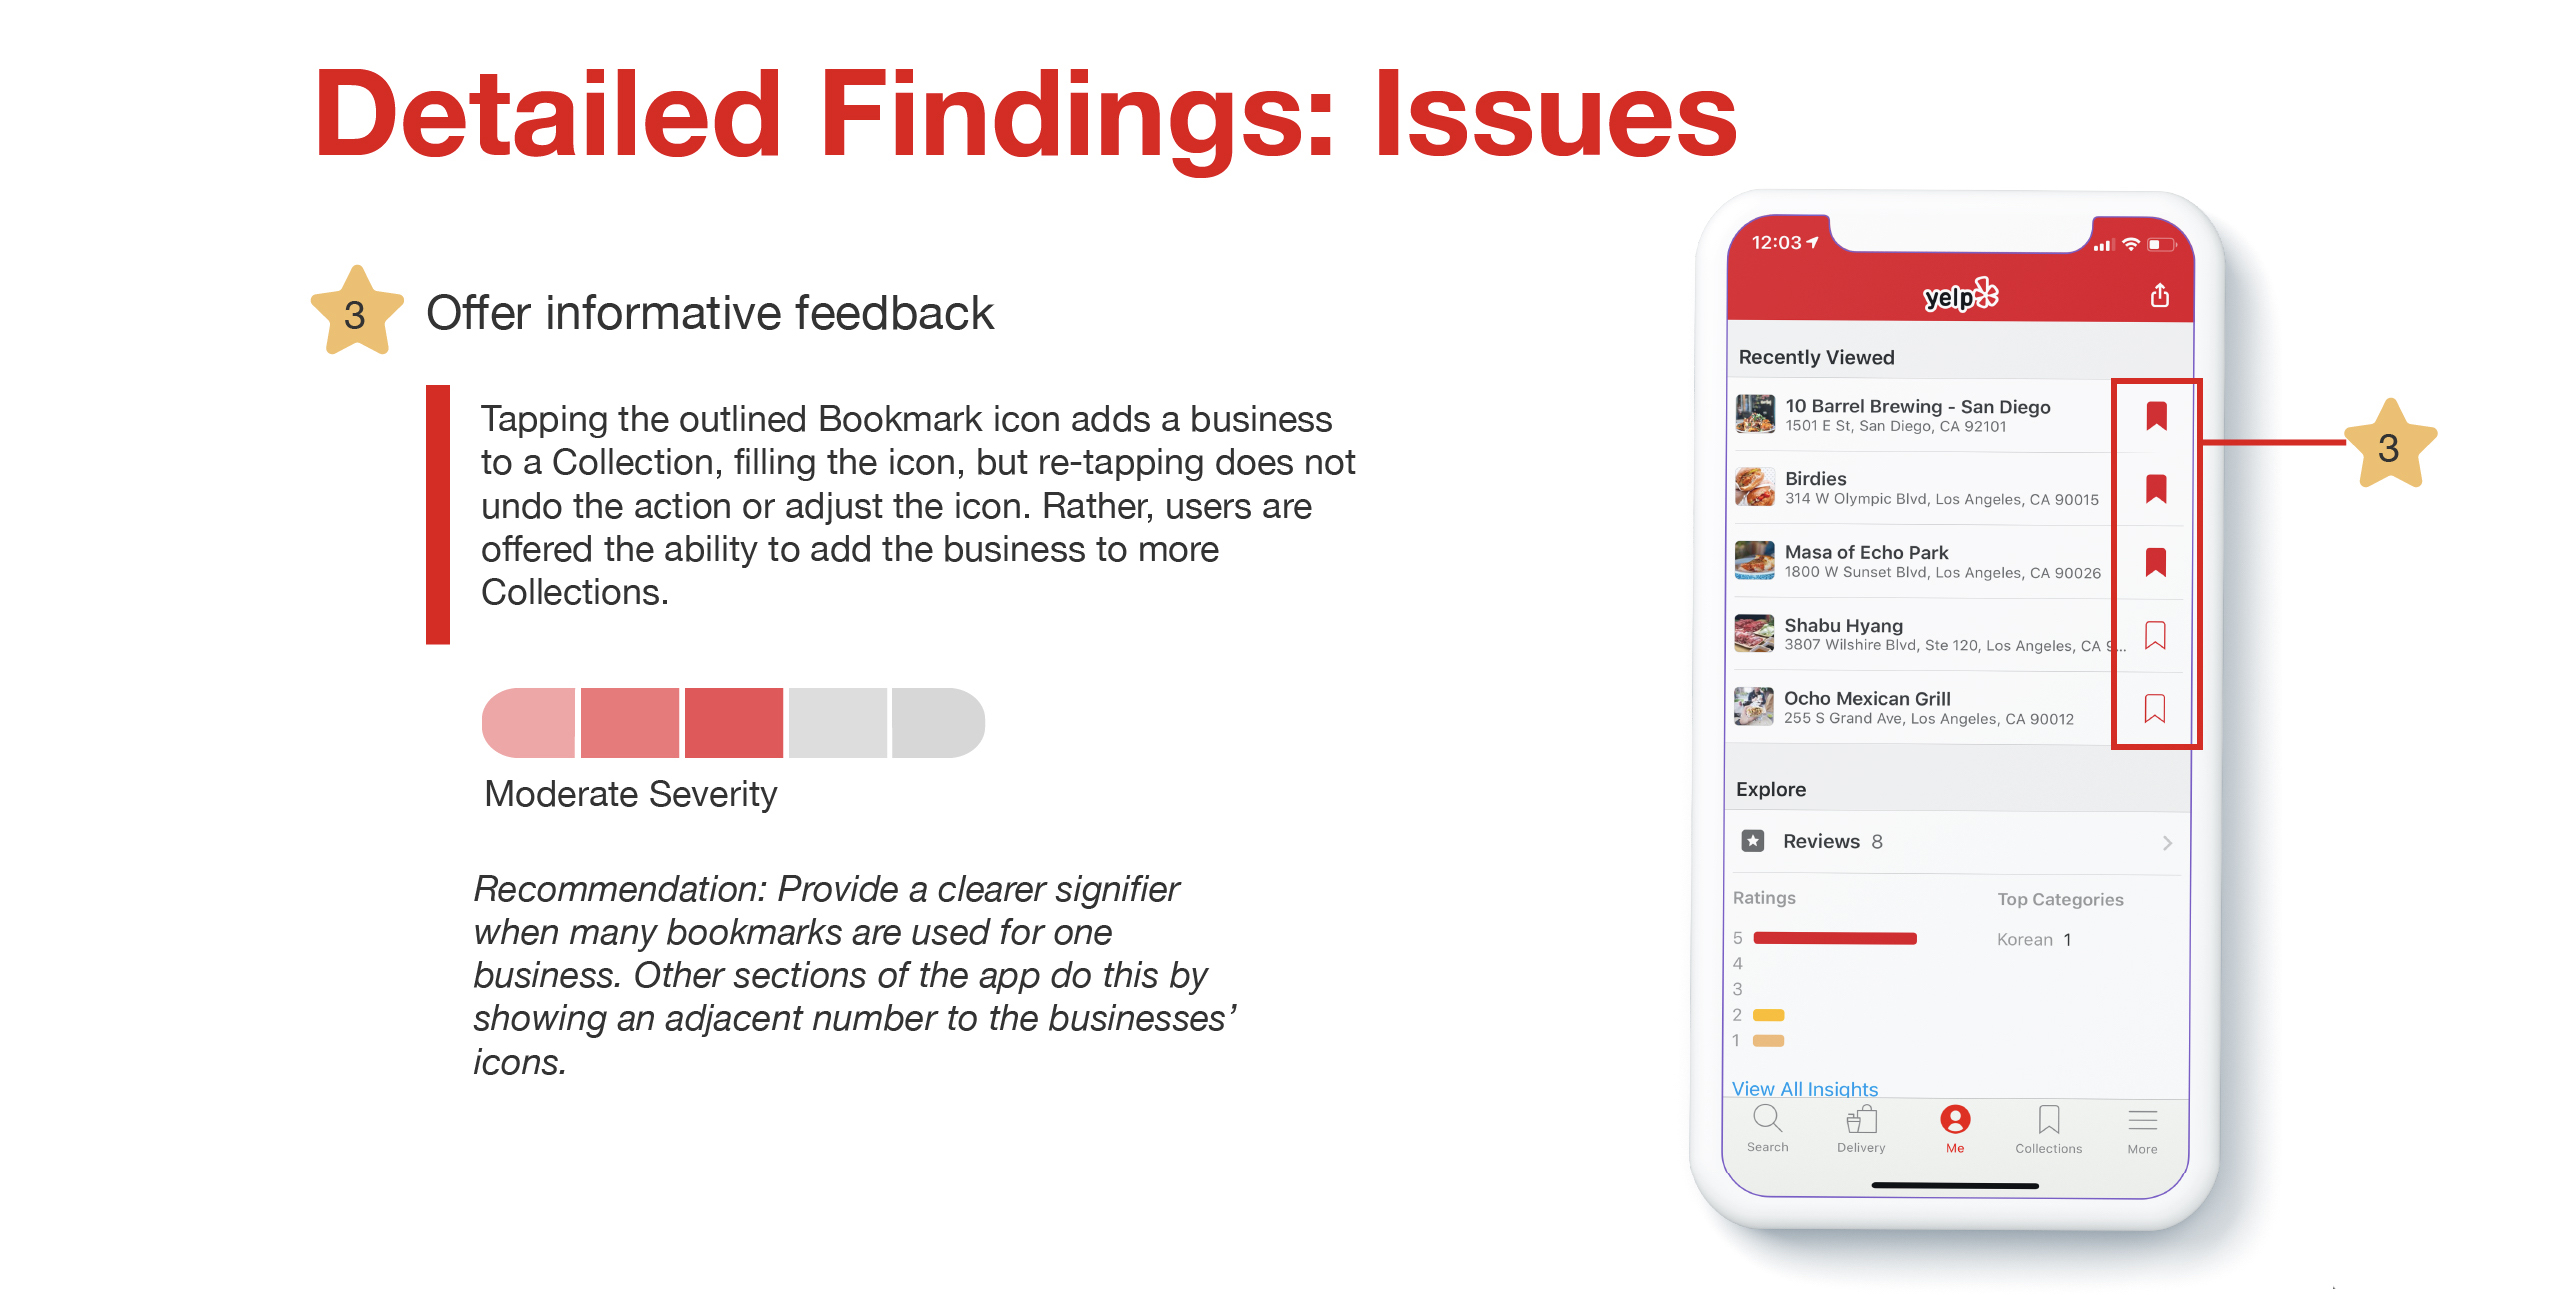 Detailed Findings: Issues
3
Offer informative feedback
Tapping the outlined Bookmark icon adds a business
to a Collection, filling the icon, but re-tapping does not
undo the action or adjust the icon. Rather, users are
offered the ability to add the business to more
Collections.
Moderate Severity
Recommendation: Provide a clearer signifier
when many bookmarks are used for one
business. Other sections of the app do this by
showing an adjacent number to the businesses’
icons.
12:03
yelp
Recently Viewed
10 Barrel Brewing - San Diego
1501 E St, San Diego, CA 92101
Birdies
314 W Olympic Blvd, Los Angeles, CA 90015
Masa of Echo Park
1800 W Sunset Blvd, Los Angeles, CA 90026
Shabu Hyang
3807 Wilshire Blvd, Ste 120, Los Angeles, CA 9...
Ocho Mexican Grill
255 S Grand Ave, Los Angeles, CA 90012
3
Explore
Reviews 8
Ratings
Top Categories
5
Korean 1
4
3
2
1
View All Insights
Search
Delivery
Me
Collections
More